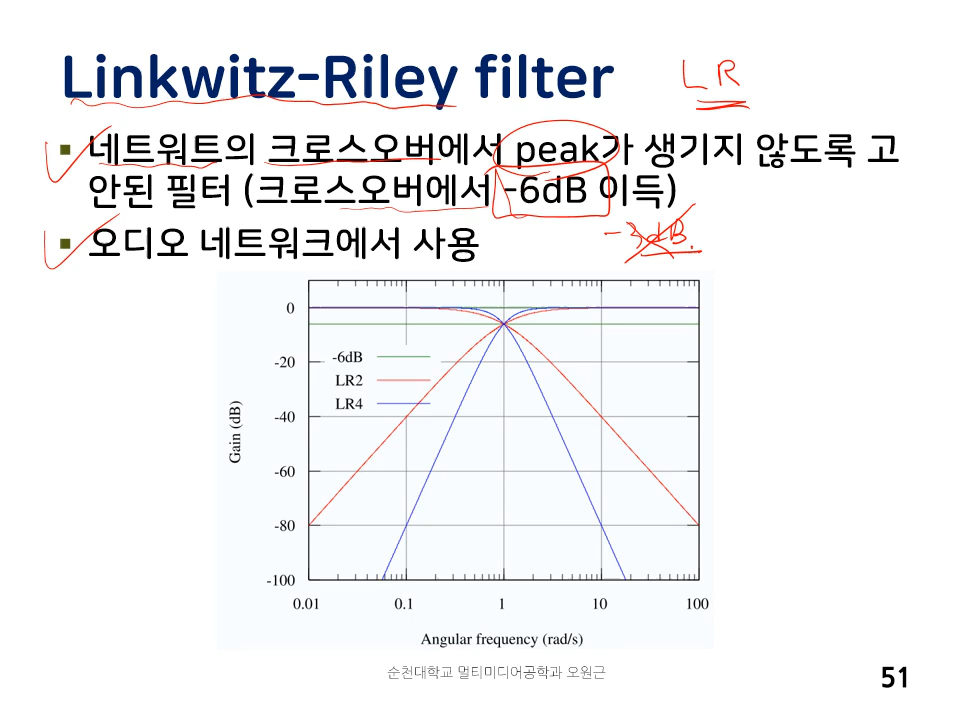 Linkwitz-Riley filter
LR
네트워트의 크로스오버에서 peak가 생기지 않도록 고
안된 필터 (크로스오버에서 -6dB 이득)
오디오 네트워크에서 사용
-3dB.
0
-20
-40
-60
-80
-100
-6dB
LR2
LR4
Gain (dB)
0.01 0.1 1 10 100
Angular frequency (rad/s)
순천대학교 멀티미디어공학과 오원근
51